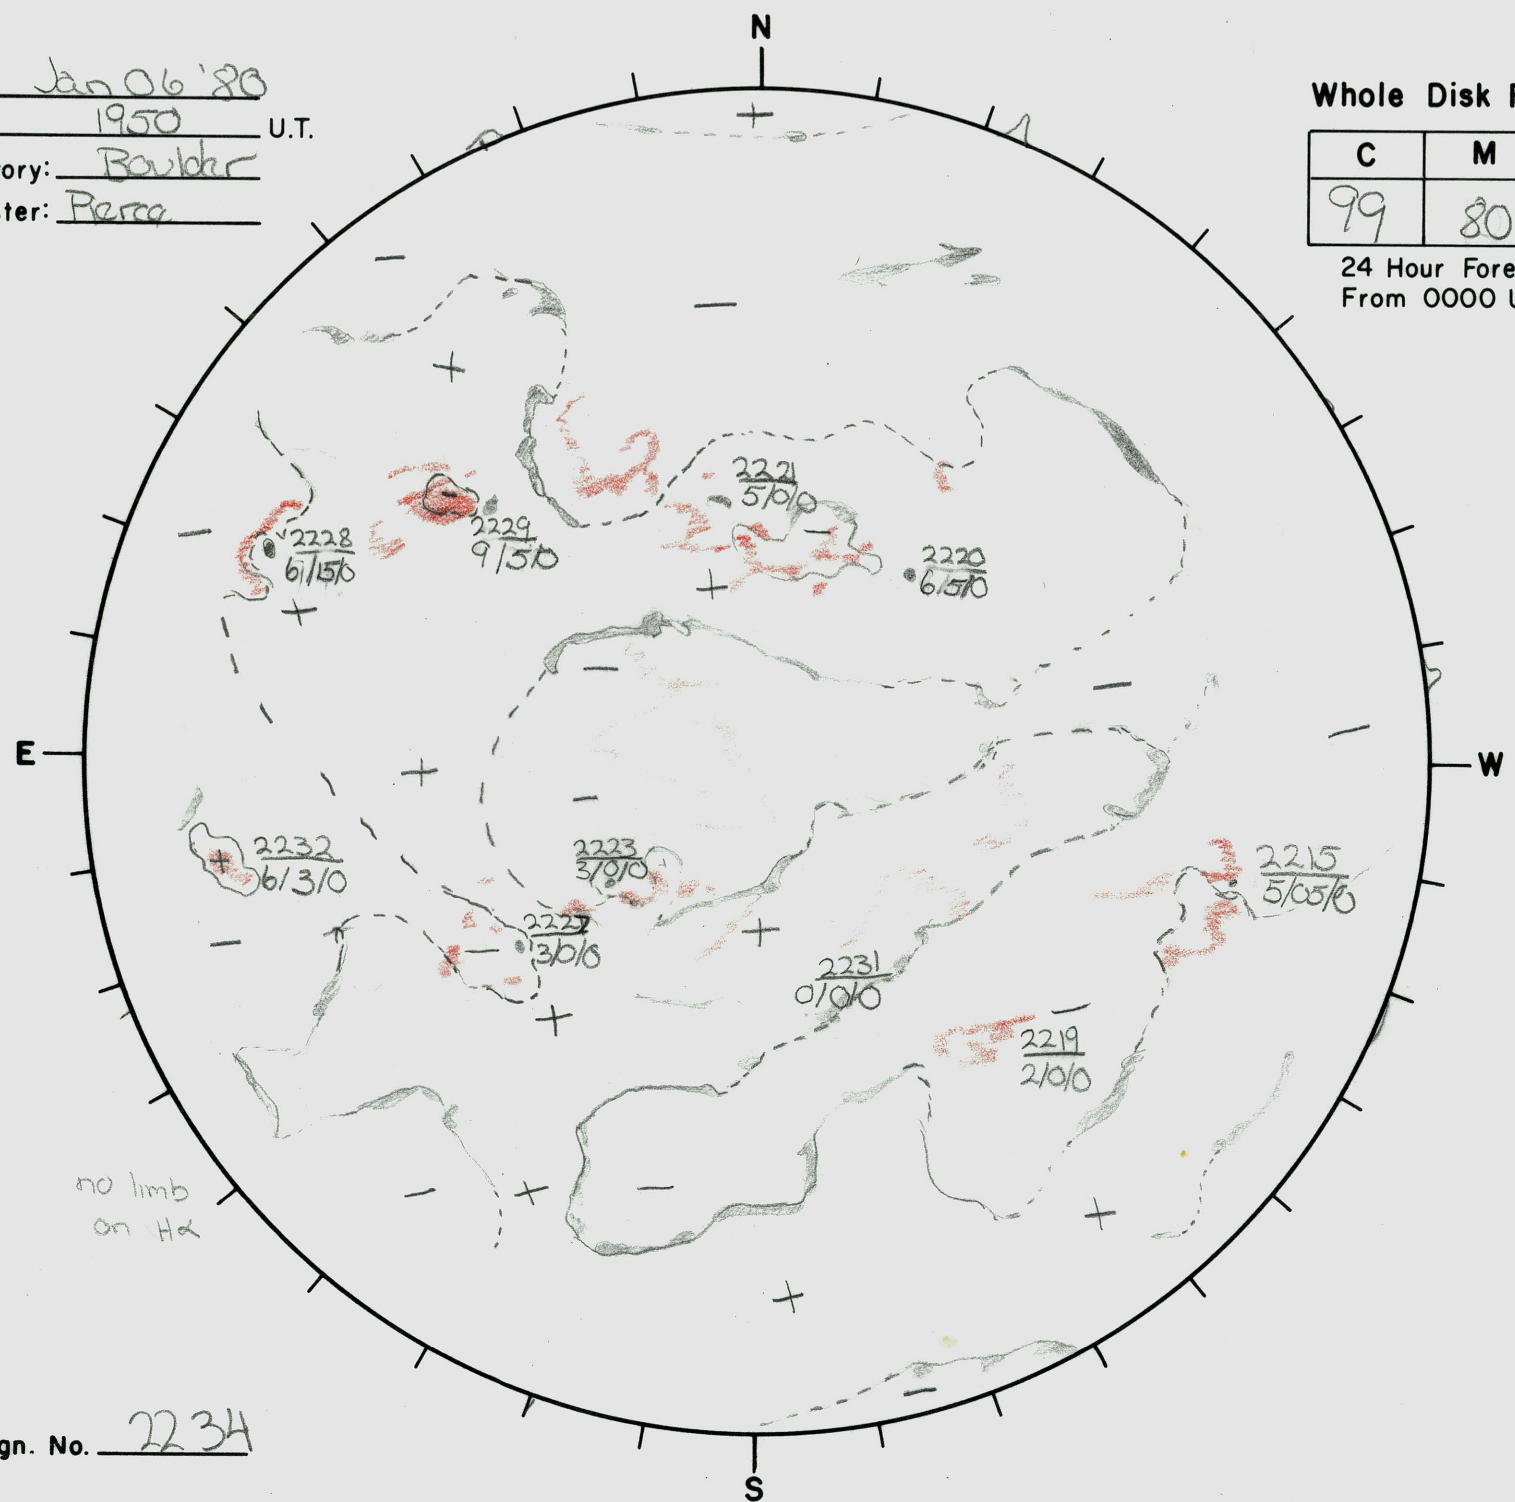 N
Jan 06 '80
1950 U.T.
ory: Boulder
ter: Pierce
Whole Disk F
C M
99 80
24 Hour Fore
From 0000 U
2221
5/0/0
2228
6/15/0
2229
9/5/0
2220
6/5/0
E
W
2232
6/3/0
2223
3/0/0
2215
5/05/0
2227
3/0/0
2231
0/0/0
2219
2/0/0
no limb
on Hα
gn. No. 2234
S